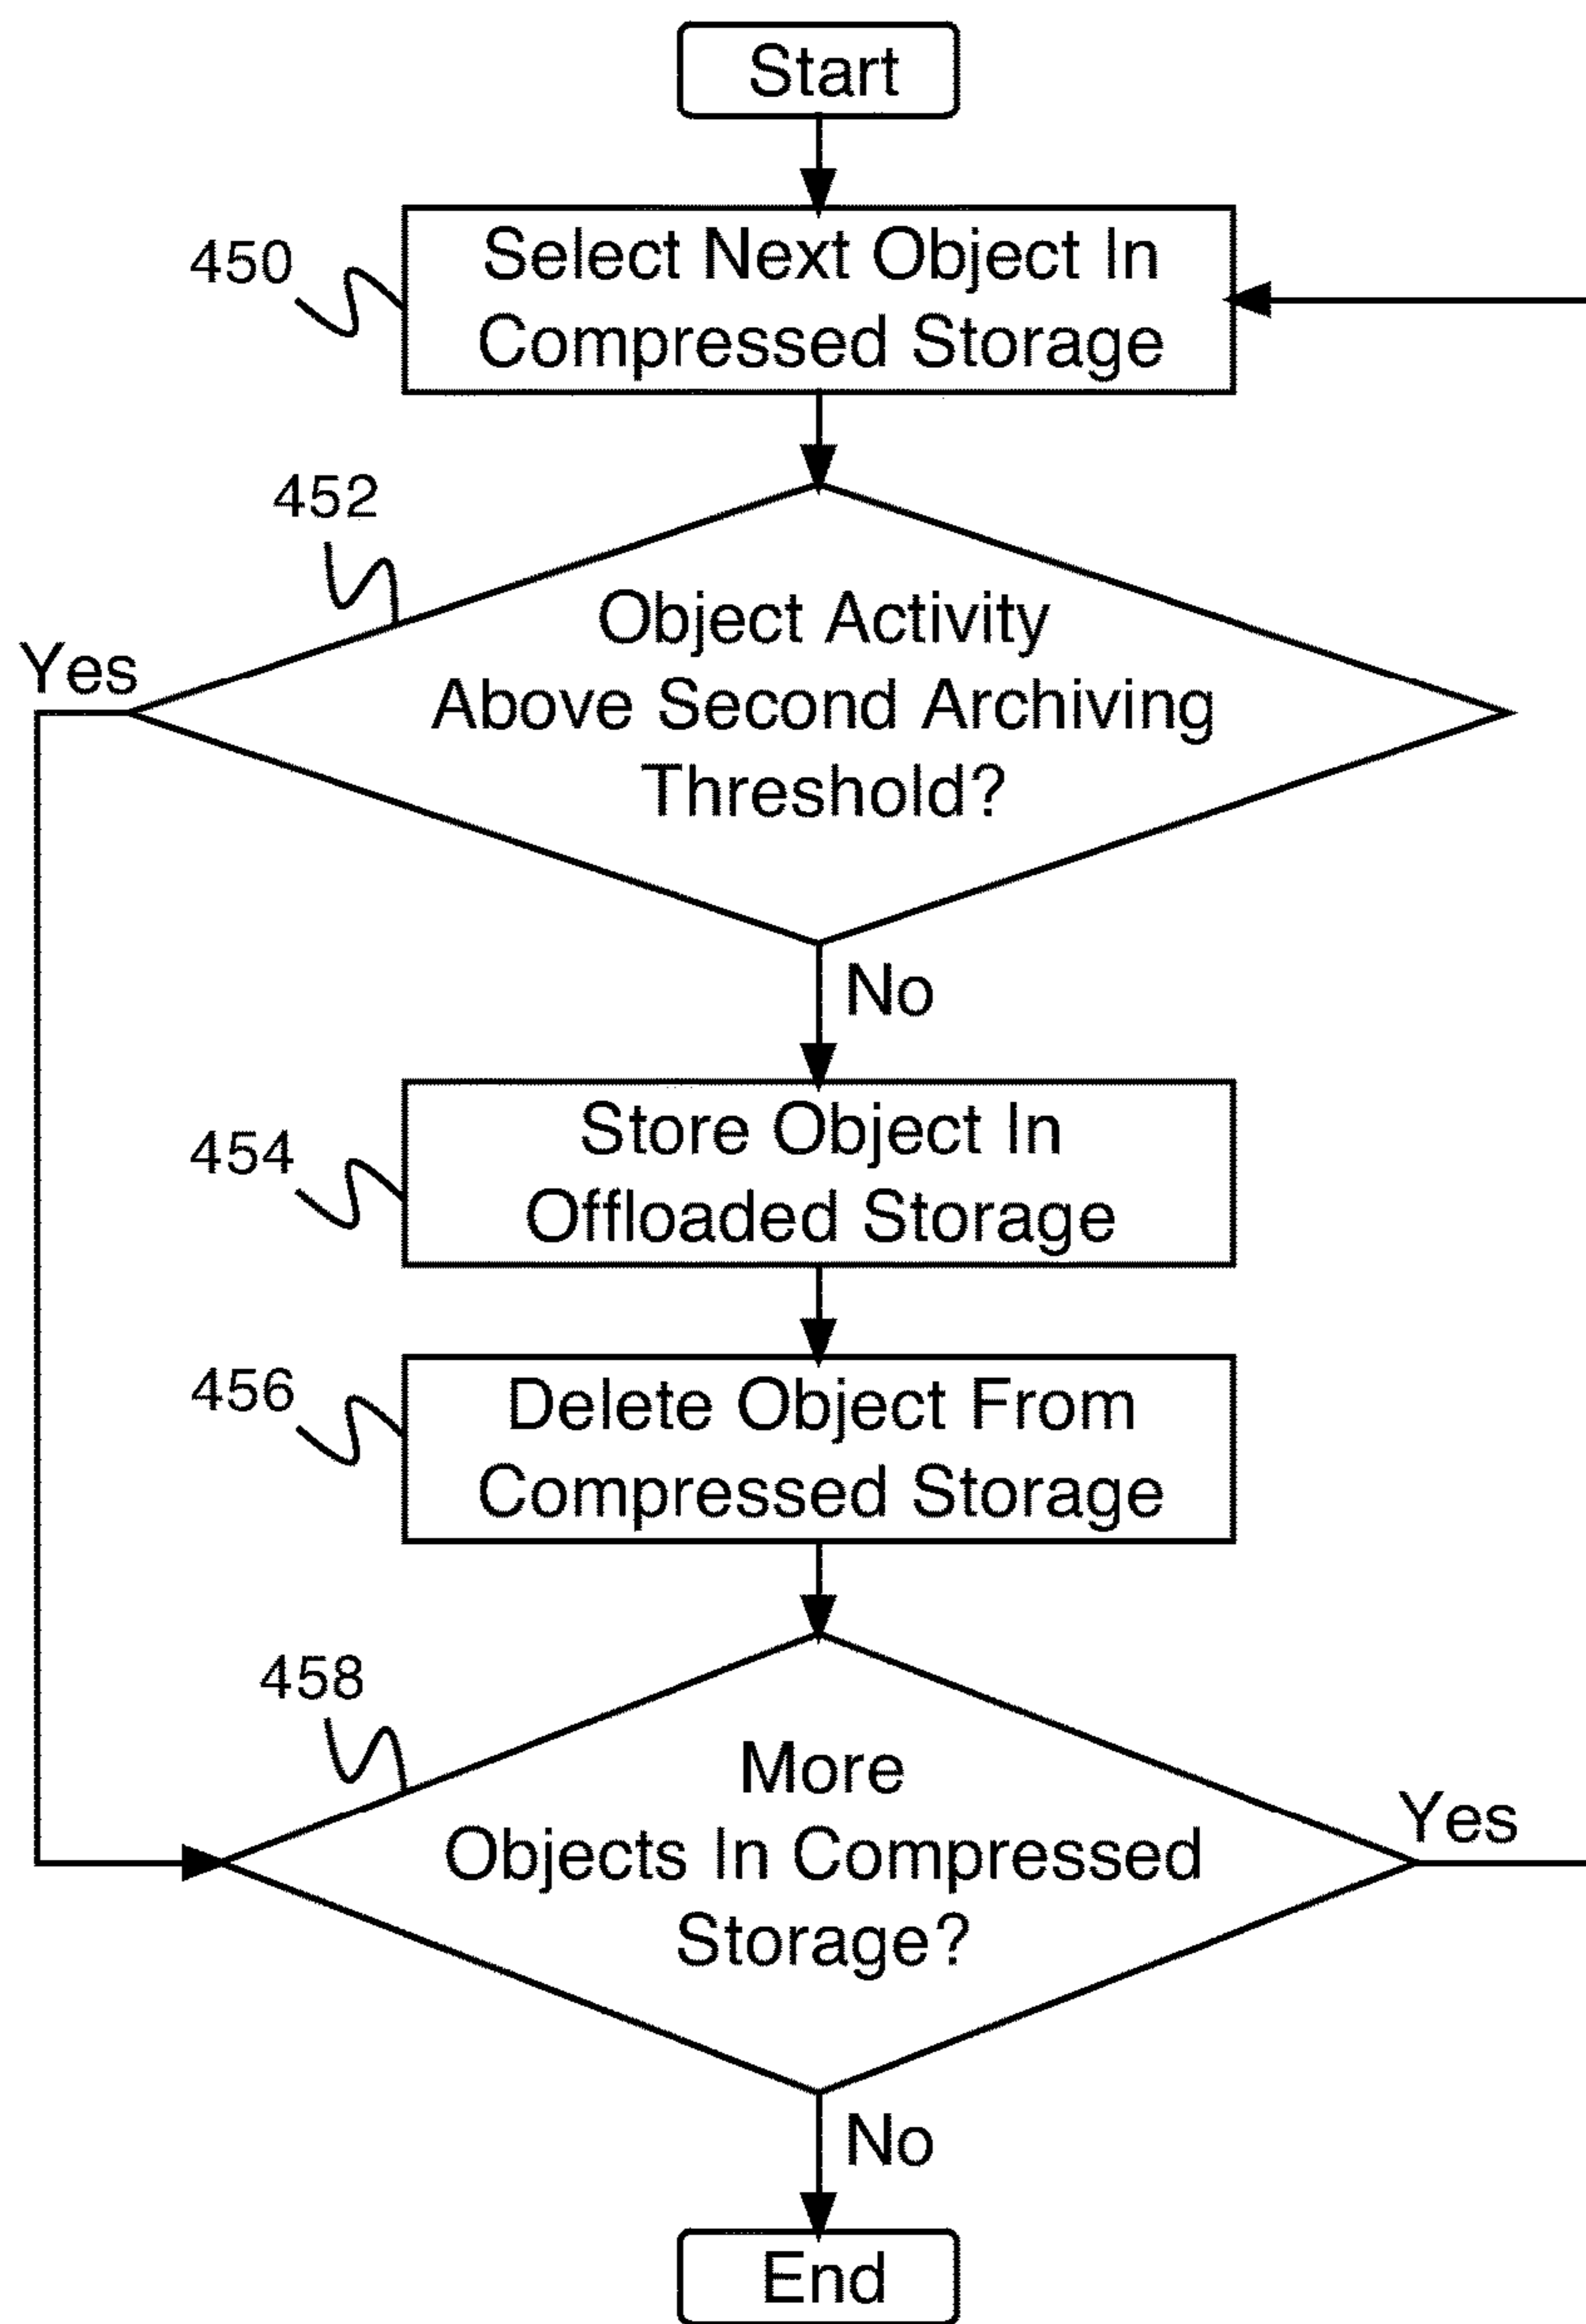 Start
450
Select Next Object In
Compressed Storage
452
Object Activity
Above Second Archiving
Threshold?
Yes
No
454
Store Object In
Offloaded Storage
456
Delete Object From
Compressed Storage
458
More
Objects In Compressed
Storage?
Yes
No
End